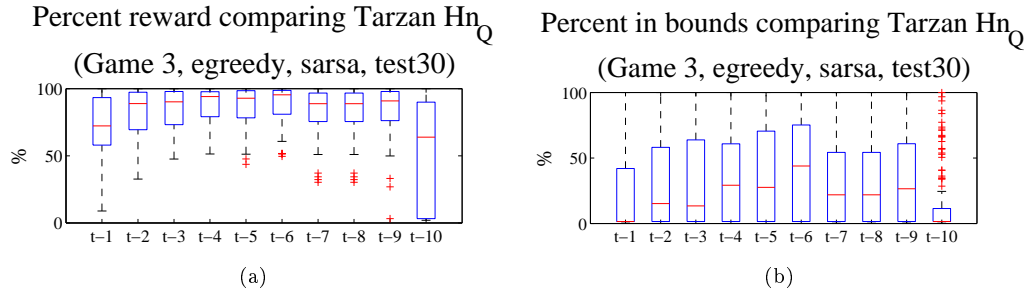 Percent reward comparing Tarzan Hn_Q
(Game 3, egreedy, sarsa, test30)
100
50
0
%
t−1 t−2 t−3 t−4 t−5 t−6 t−7 t−8 t−9 t−10
(a)
Percent in bounds comparing Tarzan Hn_Q
(Game 3, egreedy, sarsa, test30)
100
50
0
%
t−1 t−2 t−3 t−4 t−5 t−6 t−7 t−8 t−9 t−10
(b)